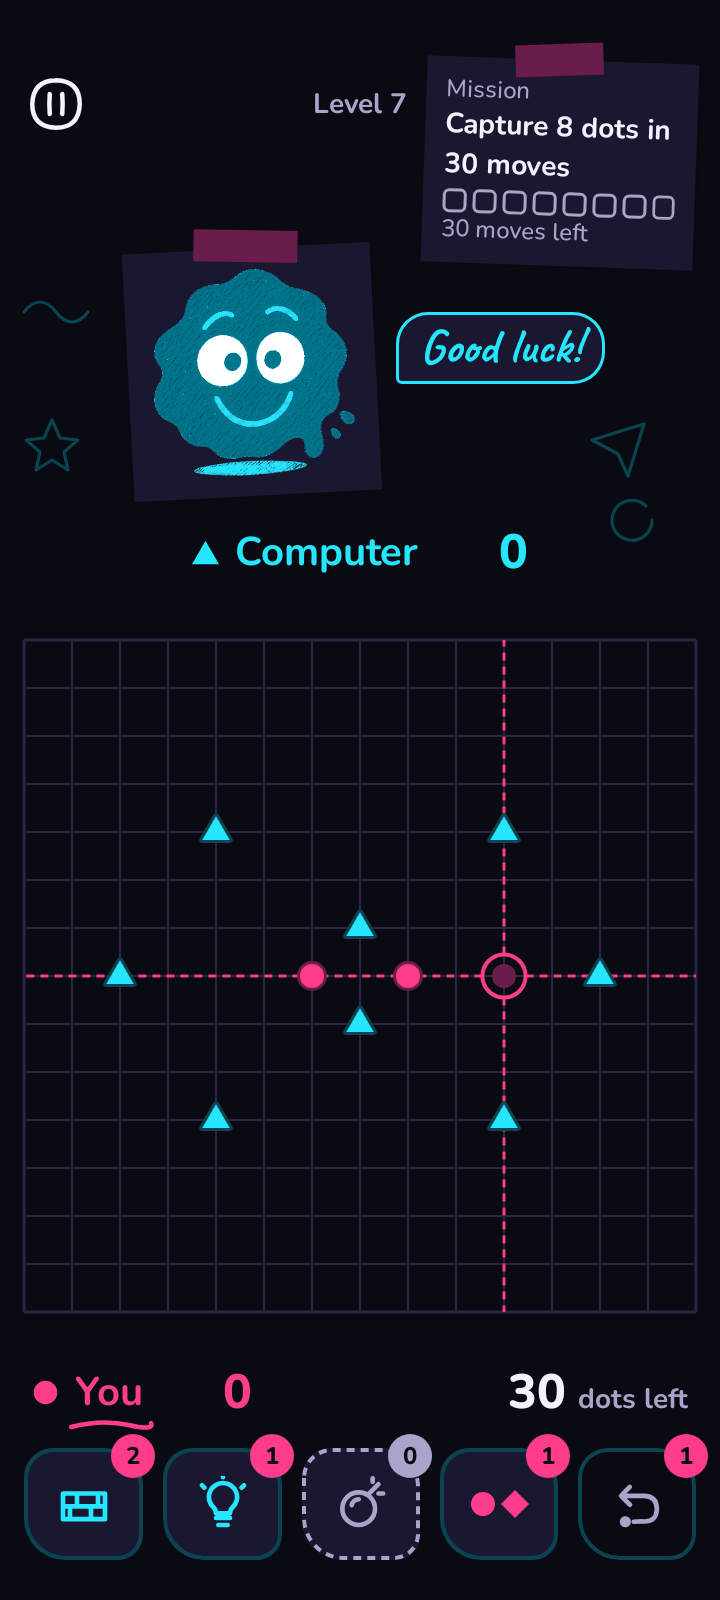 Level 7
Mission
Capture 8 dots in
30 moves
30 moves left
Good luck!
Computer 0
You 0
30 dots left
2 1 0 1 1